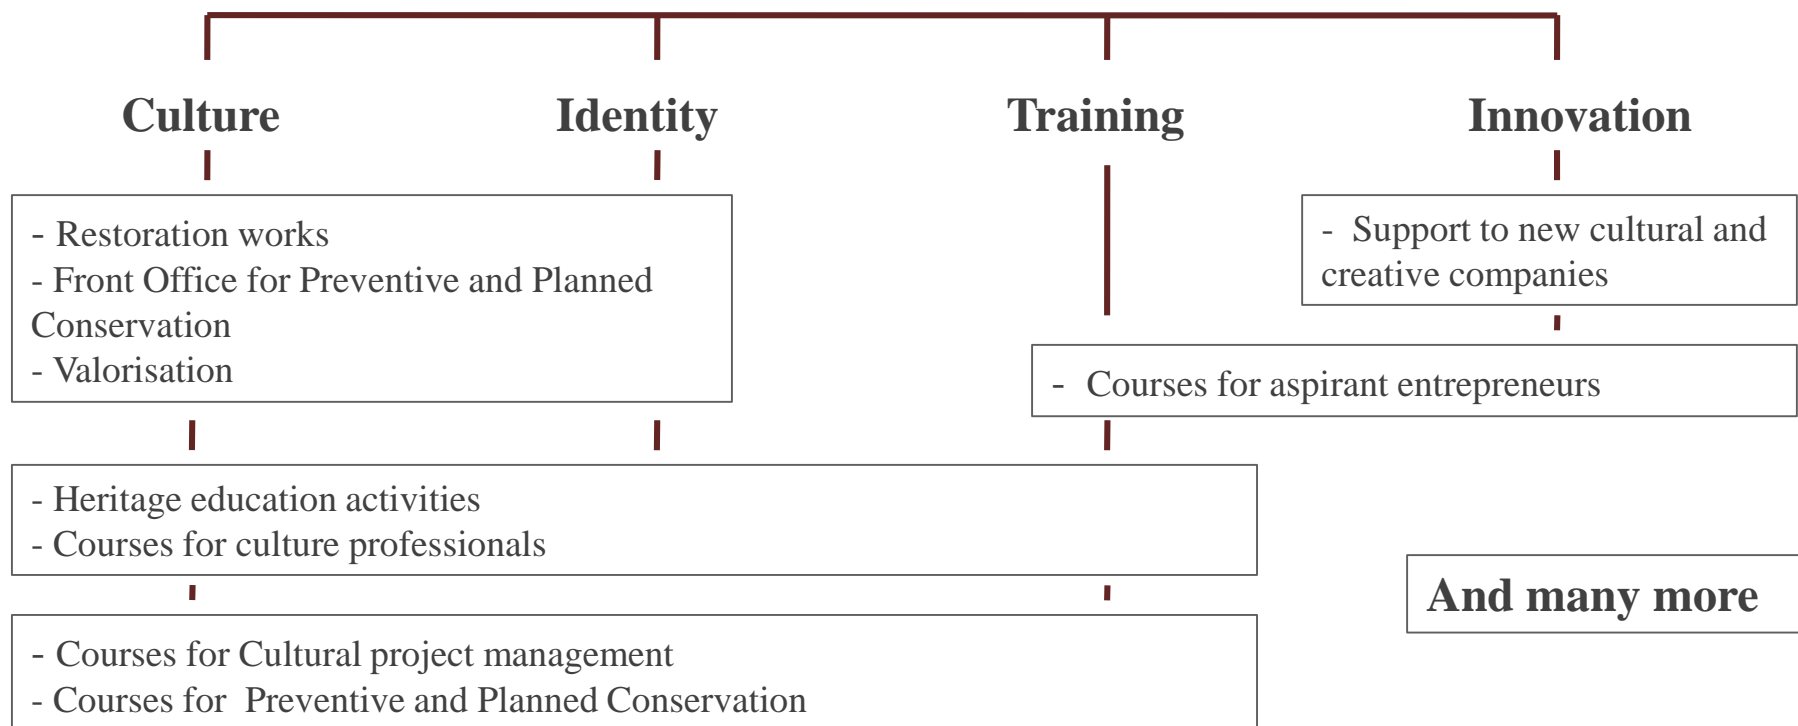 Culture
Identity
Training
Innovation
- Restoration works
- Front Office for Preventive and Planned
Conservation
- Valorisation
- Support to new cultural and
creative companies
- Courses for aspirant entrepreneurs
- Heritage education activities
- Courses for culture professionals
And many more
- Courses for Cultural project management
- Courses for Preventive and Planned Conservation